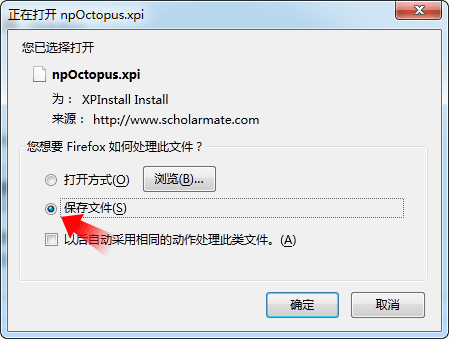 正在打开 npOctopus.xpi
您已选择打开
npOctopus.xpi
为： XPInstall Install
来源： http://www.scholarmate.com
您想要 Firefox 如何处理此文件？
打开方式(O) 浏览(B)...
保存文件(S)
以后自动采用相同的动作处理此类文件。(A)
确定 取消